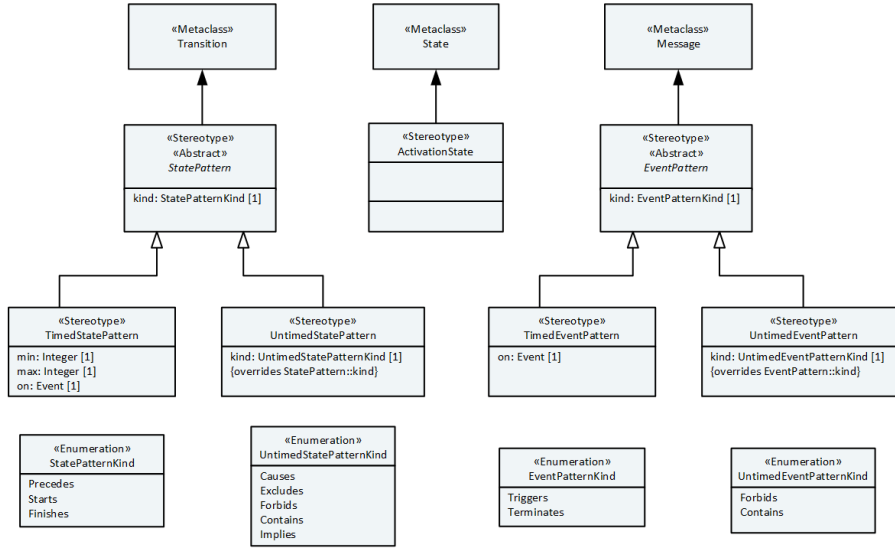 «Metaclass»
Transition
«Metaclass»
State
«Metaclass»
Message
«Stereotype»
«Abstract»
StatePattern
kind: StatePatternKind [1]
«Stereotype»
ActivationState
«Stereotype»
«Abstract»
EventPattern
kind: EventPatternKind [1]
«Stereotype»
TimedStatePattern
min: Integer [1]
max: Integer [1]
on: Event [1]
«Stereotype»
UntimedStatePattern
kind: UntimedStatePatternKind [1]
{overrides StatePattern::kind}
«Stereotype»
TimedEventPattern
on: Event [1]
«Stereotype»
UntimedEventPattern
kind: UntimedEventPatternKind [1]
{overrides EventPattern::kind}
«Enumeration»
StatePatternKind
Precedes
Starts
Finishes
«Enumeration»
UntimedStatePatternKind
Causes
Excludes
Forbids
Contains
Implies
«Enumeration»
EventPatternKind
Triggers
Terminates
«Enumeration»
UntimedEventPatternKind
Forbids
Contains